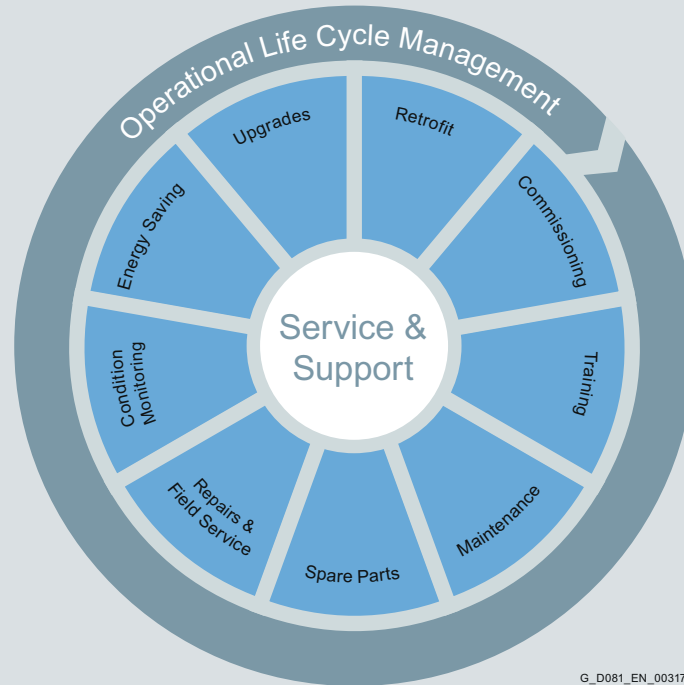 Operational Life Cycle Management
Upgrades
Retrofit
Commissioning
Training
Maintenance
Spare Parts
Repairs &
Field Service
Condition
Monitoring
Energy Saving
Service &
Support
G_D081_EN_00317